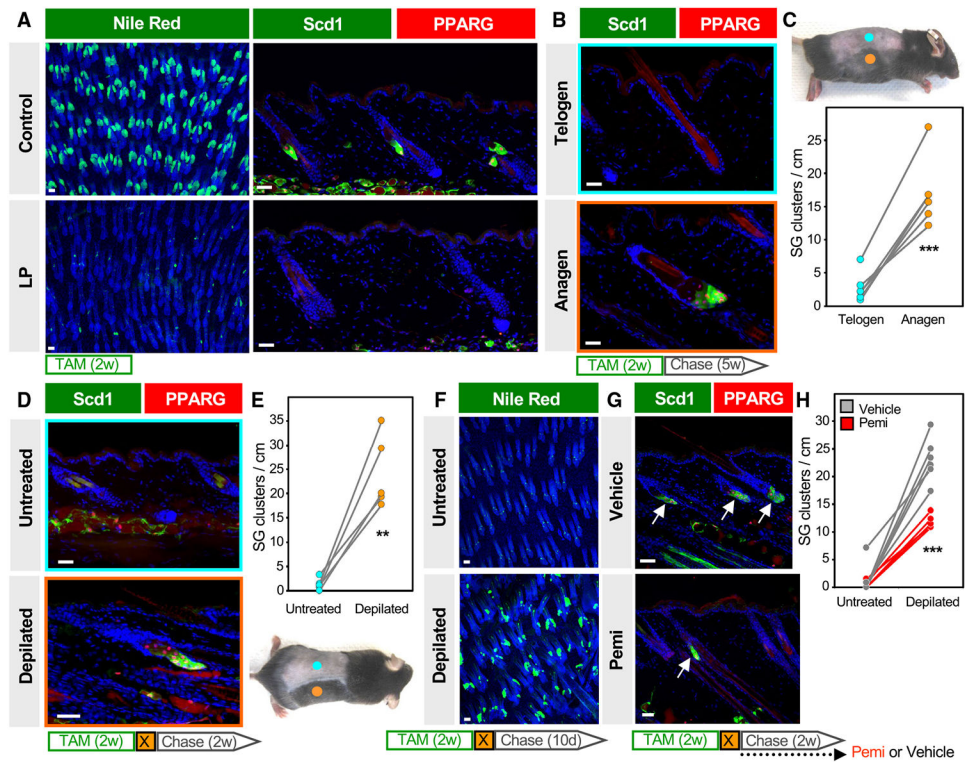 A
Nile Red
Scd1
PPARG
Control
LP
TAM (2w)
B
Scd1
PPARG
Telogen
Anagen
TAM (2w)
Chase (5w)
C
SG clusters / cm
25
20
15
10
5
0
***
Telogen
Anagen
D
Scd1
PPARG
Untreated
Depilated
TAM (2w)
X
Chase (2w)
E
SG clusters / cm
35
30
25
20
15
10
5
0
**
Untreated
Depilated
F
Nile Red
Untreated
Depilated
TAM (2w)
X
Chase (10d)
G
Scd1
PPARG
Vehicle
Pemi
TAM (2w)
X
Chase (2w)
Pemi or Vehicle
H
Vehicle
Pemi
SG clusters / cm
30
25
20
15
10
5
0
***
Untreated
Depilated